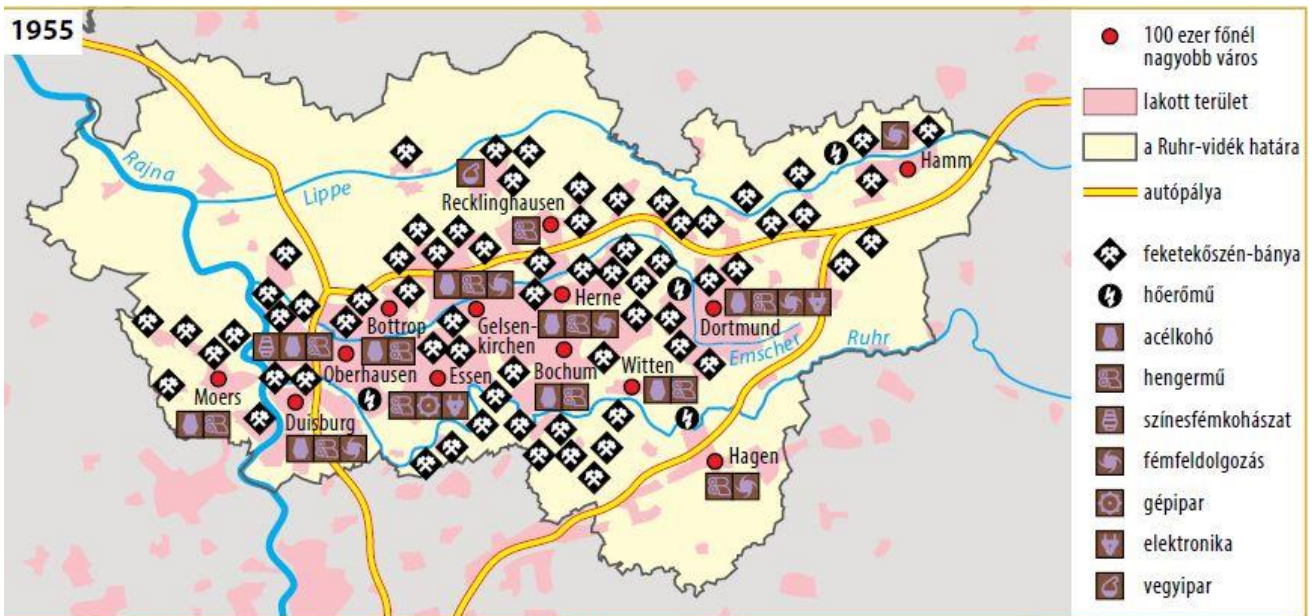 1955
Rajna
Lippe
Recklinghausen
Hamm
Herne
Bottrop
Gelsen-
kirchen
Dortmund
Emscher
Ruhr
Oberhausen
Essen
Bochum
Witten
Moers
Duisburg
Hagen
100 ezer főnél
nagyobb város
lakott terület
a Ruhr-vidék határa
autópálya
feketekőszén-bánya
hőerőmű
acélkohó
hengermű
színesfémkohászat
fémfeldolgozás
gépipar
elektronika
vegyipar